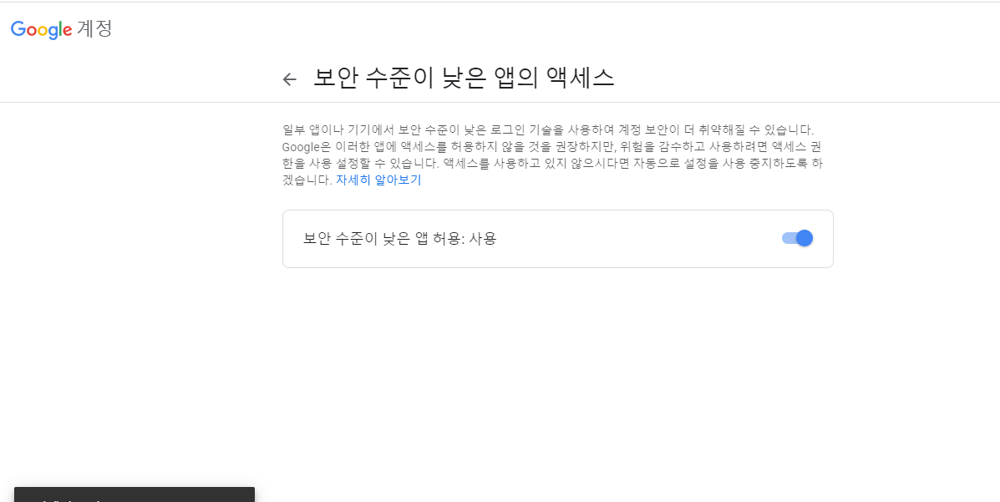 Google 계정
보안 수준이 낮은 앱의 액세스
일부 앱이나 기기에서 보안 수준이 낮은 로그인 기술을 사용하여 계정 보안이 더 취약해질 수 있습니다.
Google은 이러한 앱에 액세스를 허용하지 않을 것을 권장하지만, 위험을 감수하고 사용하려면 액세스 권
한을 사용 설정할 수 있습니다. 액세스를 사용하고 있지 않으시다면 자동으로 설정을 사용 중지하도록 하
겠습니다. 자세히 알아보기
보안 수준이 낮은 앱 허용: 사용